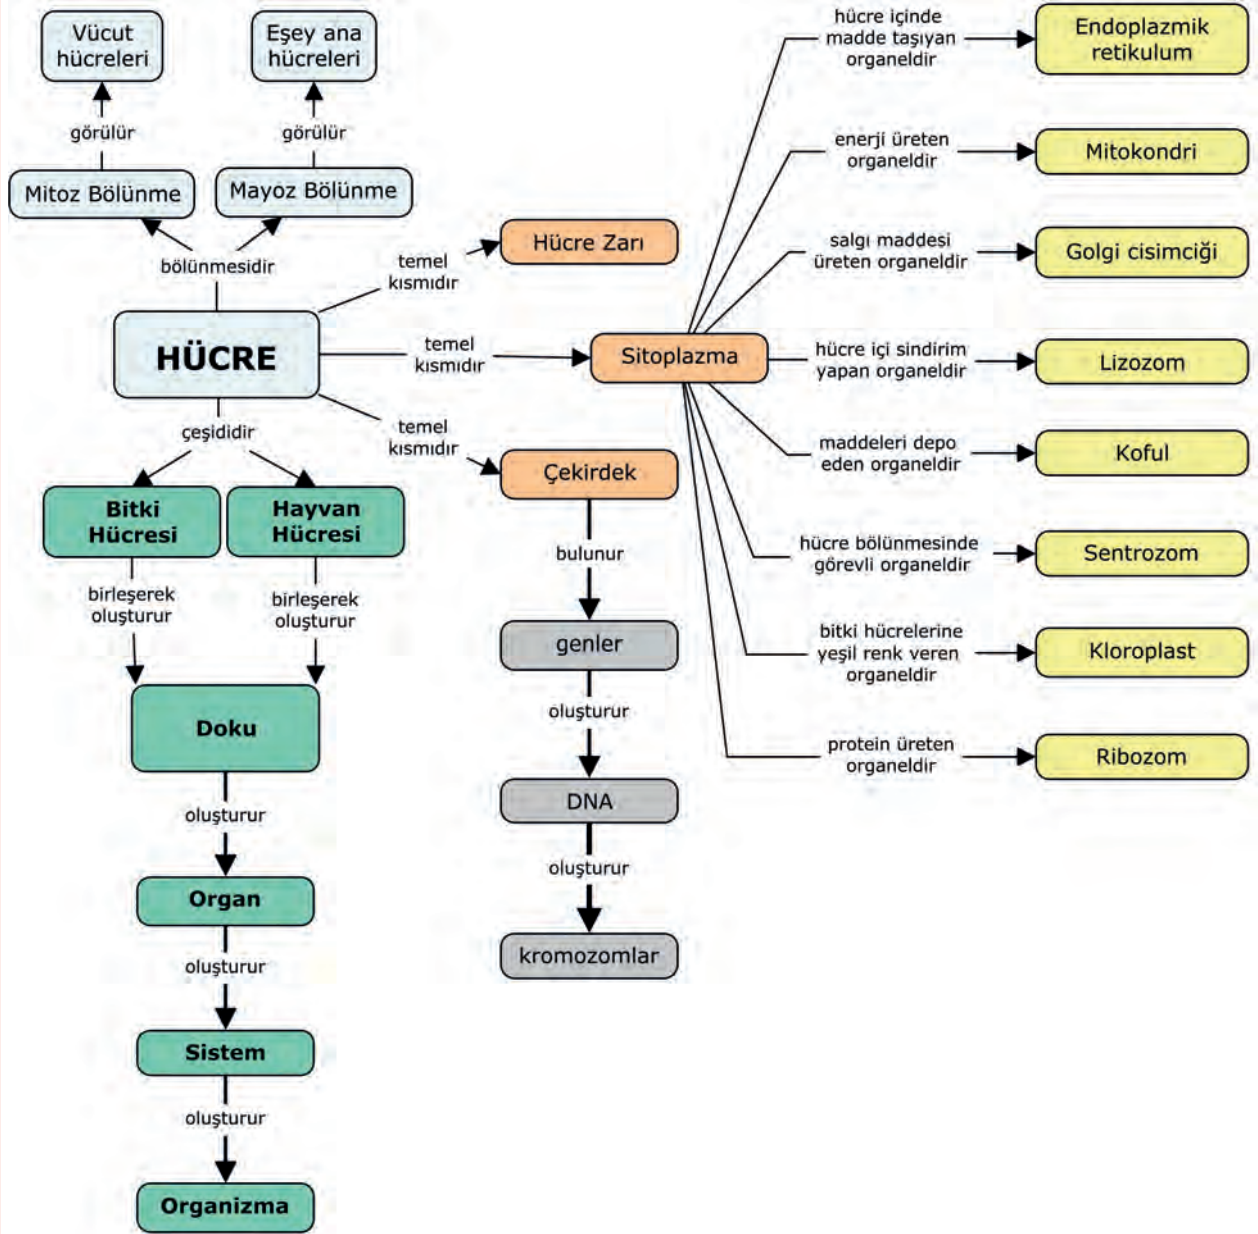 Vücut
hücreleri
Eşey ana
hücreleri
görülür
görülür
Mitoz Bölünme
Mayoz Bölünme
bölünmesidir
HÜCRE
temel
kısmıdır
Hücre Zarı
temel
kısmıdır
Sitoplazma
temel
kısmıdır
Çekirdek
çeşididir
Bitki
Hücresi
Hayvan
Hücresi
birleşerek
oluşturur
birleşerek
oluşturur
Doku
oluşturur
Organ
oluşturur
Sistem
oluşturur
Organizma
bulunur
genler
oluşturur
DNA
oluşturur
kromozomlar
hücre içinde
madde taşıyan
organeldir
Endoplazmik
retikulum
enerji üreten
organeldir
Mitokondri
salgı maddesi
üreten organeldir
Golgi cisimciği
hücre içi sindirim
yapan organeldir
Lizozom
maddeleri depo
eden organeldir
Koful
hücre bölünmesinde
görevli organeldir
Sentrozom
bitki hücrelerine
yeşil renk veren
organeldir
Kloroplast
protein üreten
organeldir
Ribozom